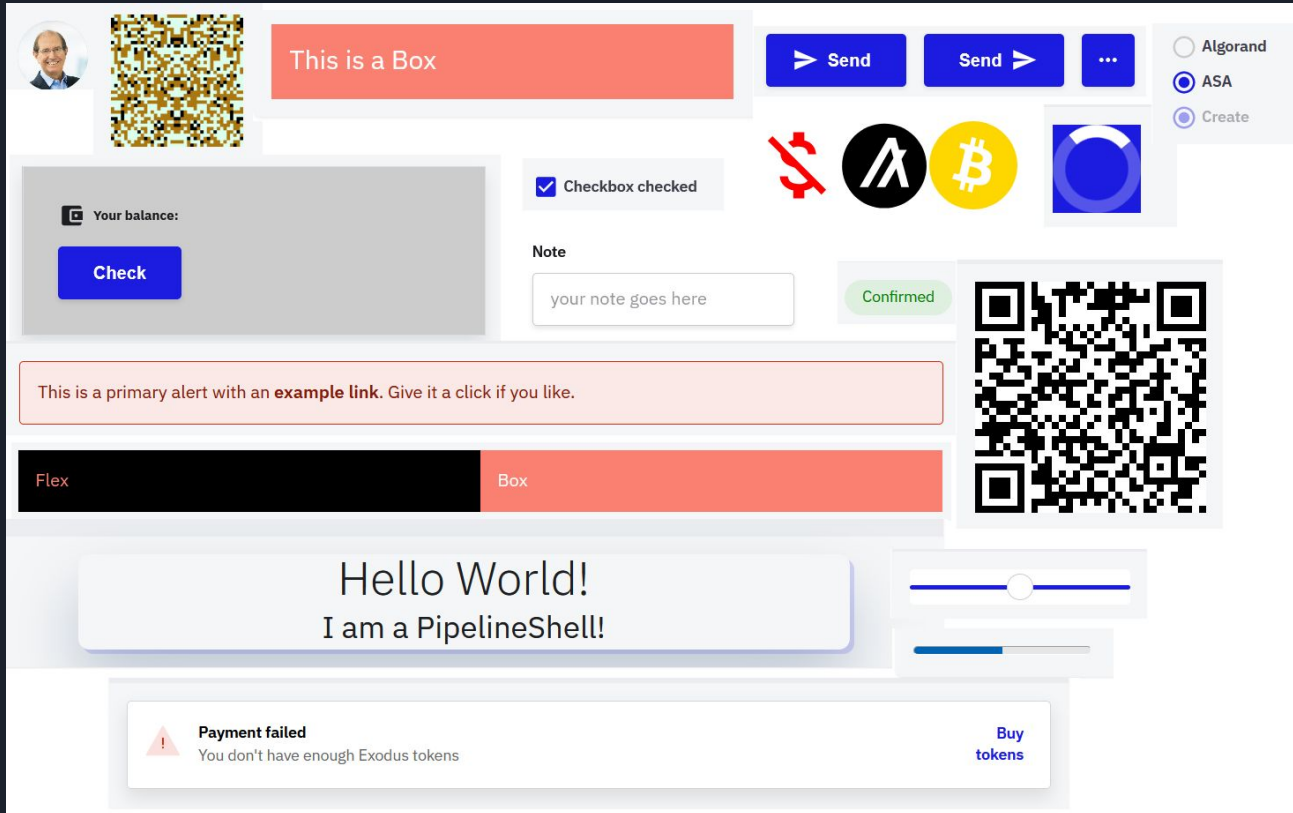 This is a Box
Send
Send
...
Algorand
ASA
Create
Your balance:
Check
Checkbox checked
Note
your note goes here
Confirmed
This is a primary alert with an example link. Give it a click if you like.
Flex
Box
Hello World!
I am a PipelineShell!
!
Payment failed
You don't have enough Exodus tokens
Buy
tokens